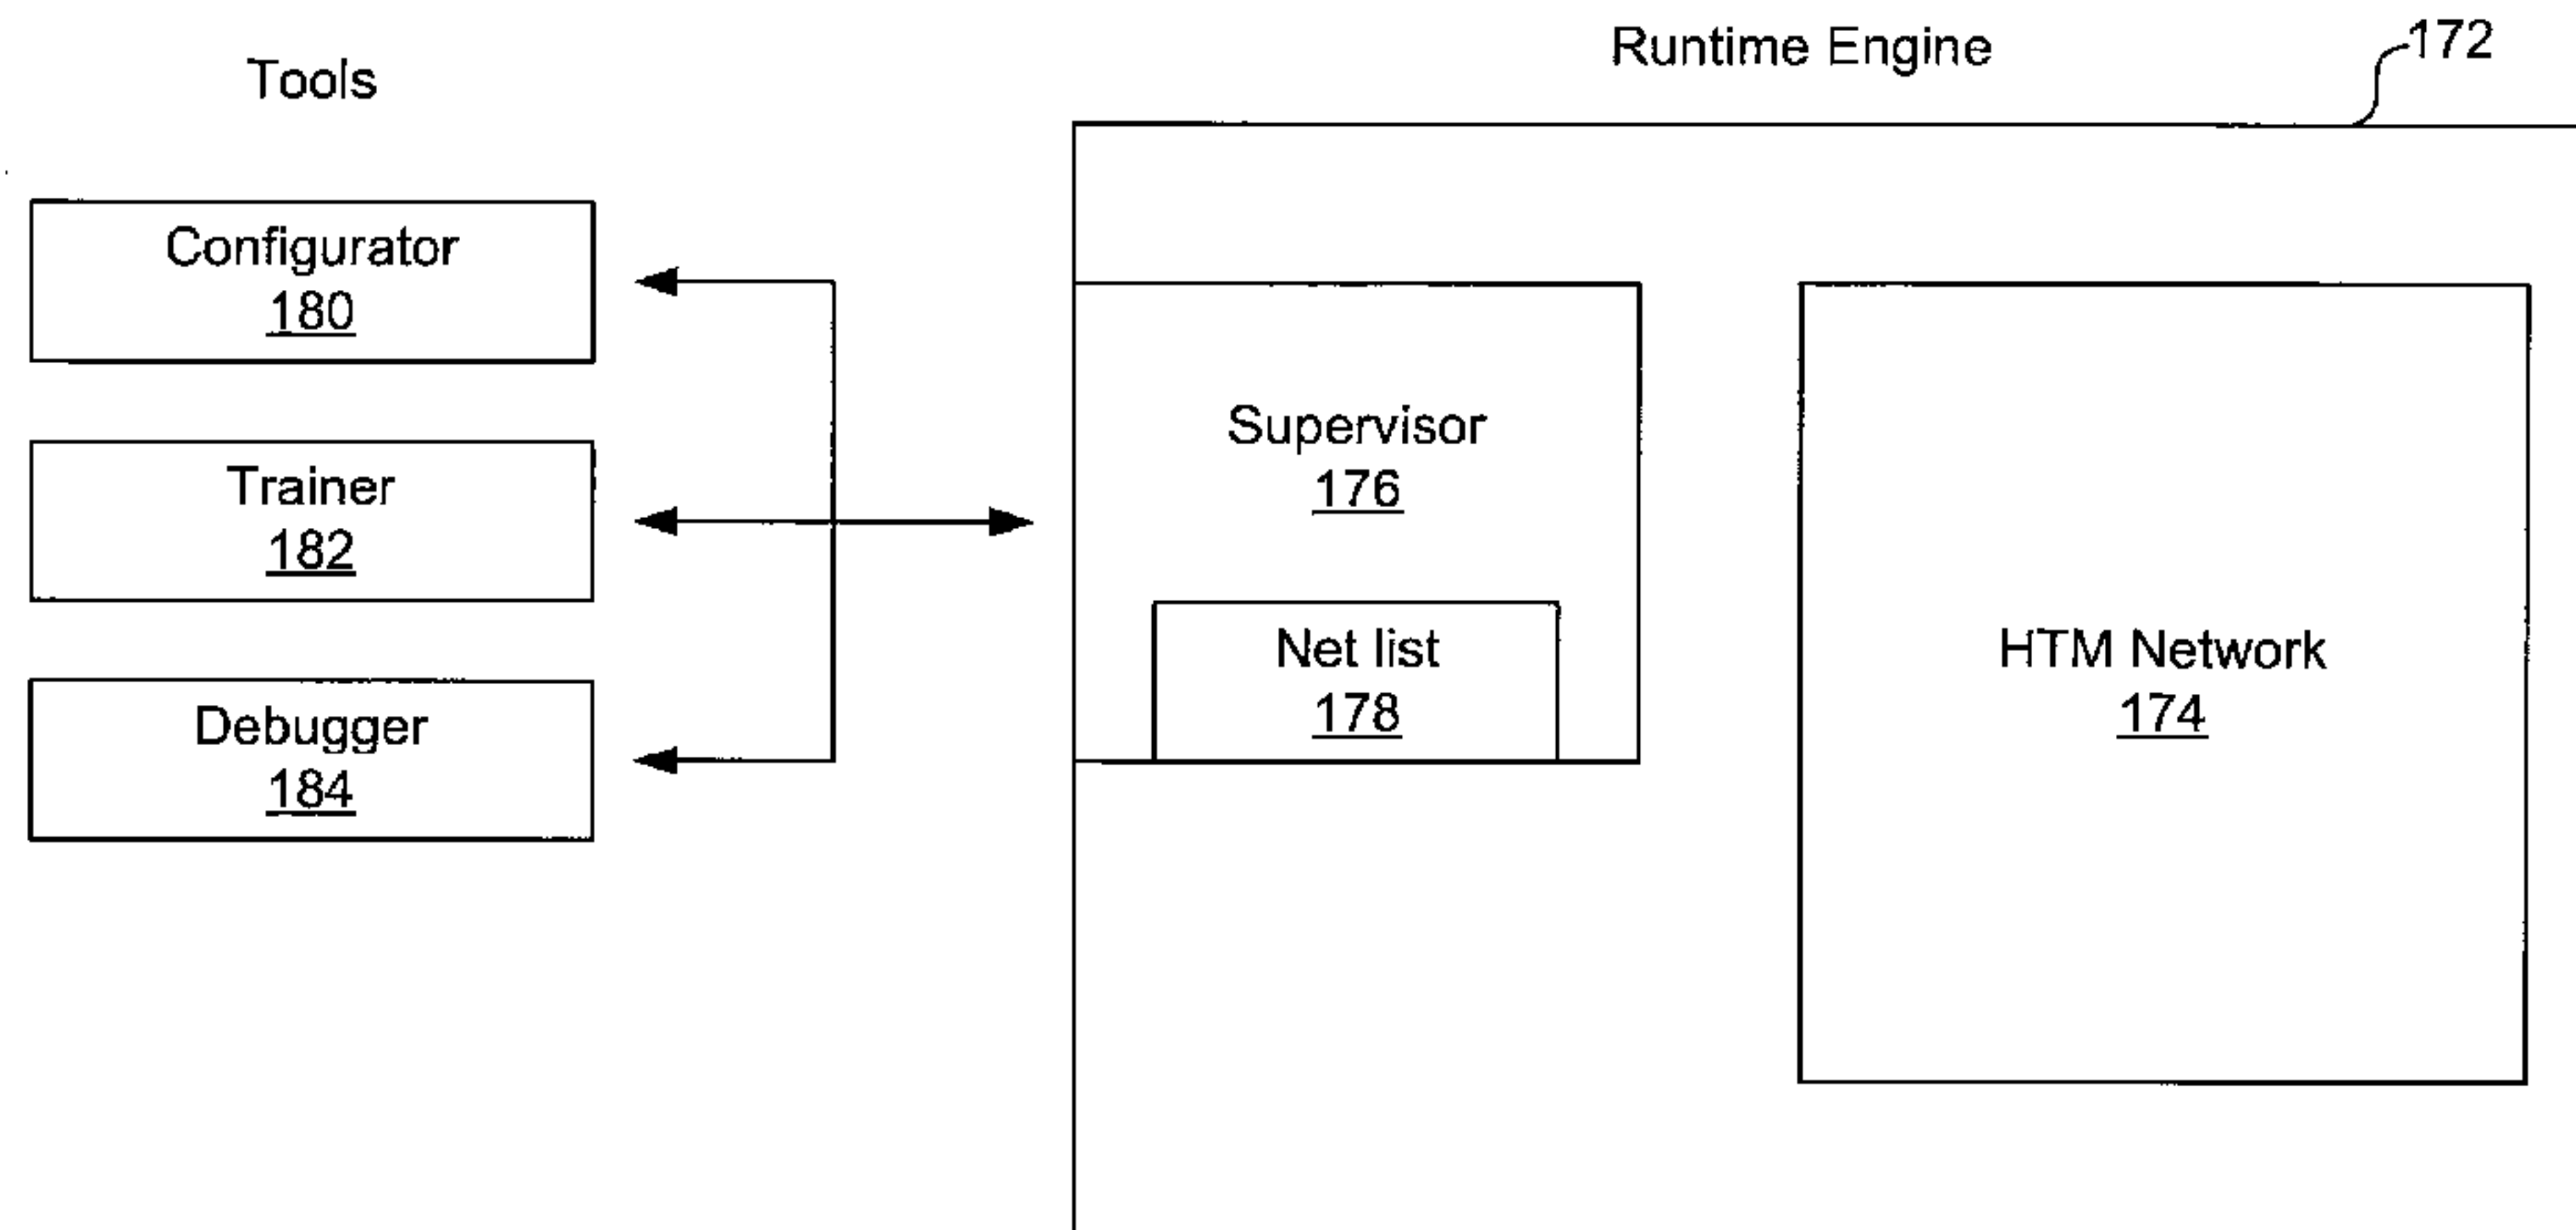 Tools
Runtime Engine
172
Configurator
180
Trainer
182
Debugger
184
Supervisor
176
Net list
178
HTM Network
174